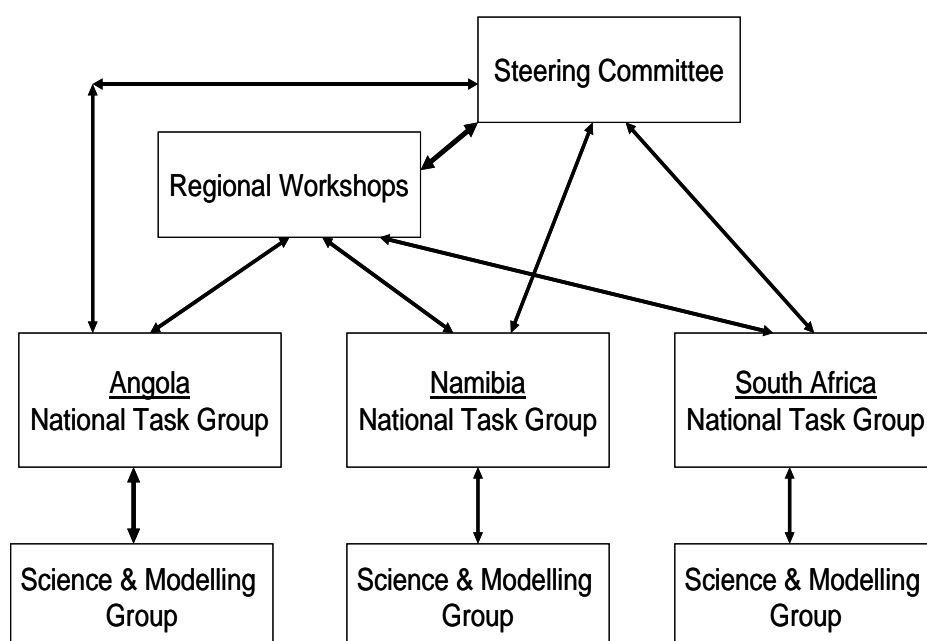 Steering Committee
Regional Workshops
Angola
National Task Group
Namibia
National Task Group
South Africa
National Task Group
Science & Modelling
Group
Science & Modelling
Group
Science & Modelling
Group